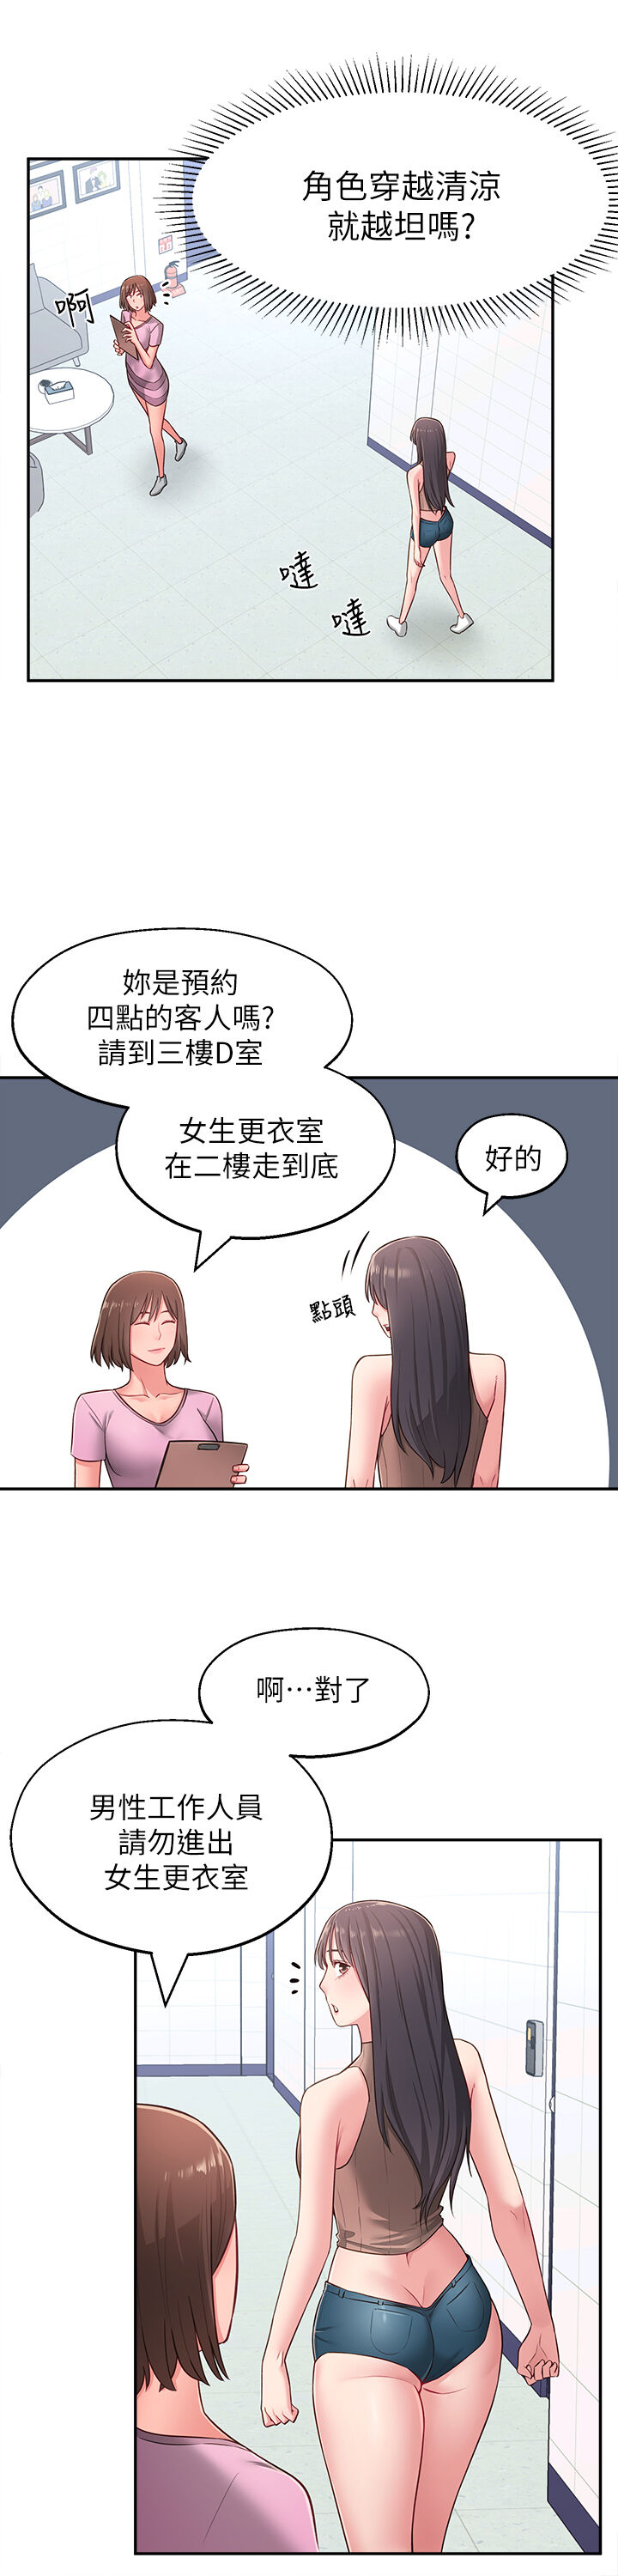 角色穿越清涼
就越坦嗎?
啊
噠
噠
妳是預約
四點的客人嗎?
請到三樓D室
女生更衣室
在二樓走到底
好的
點頭
啊…對了
男性工作人員
請勿進出
女生更衣室